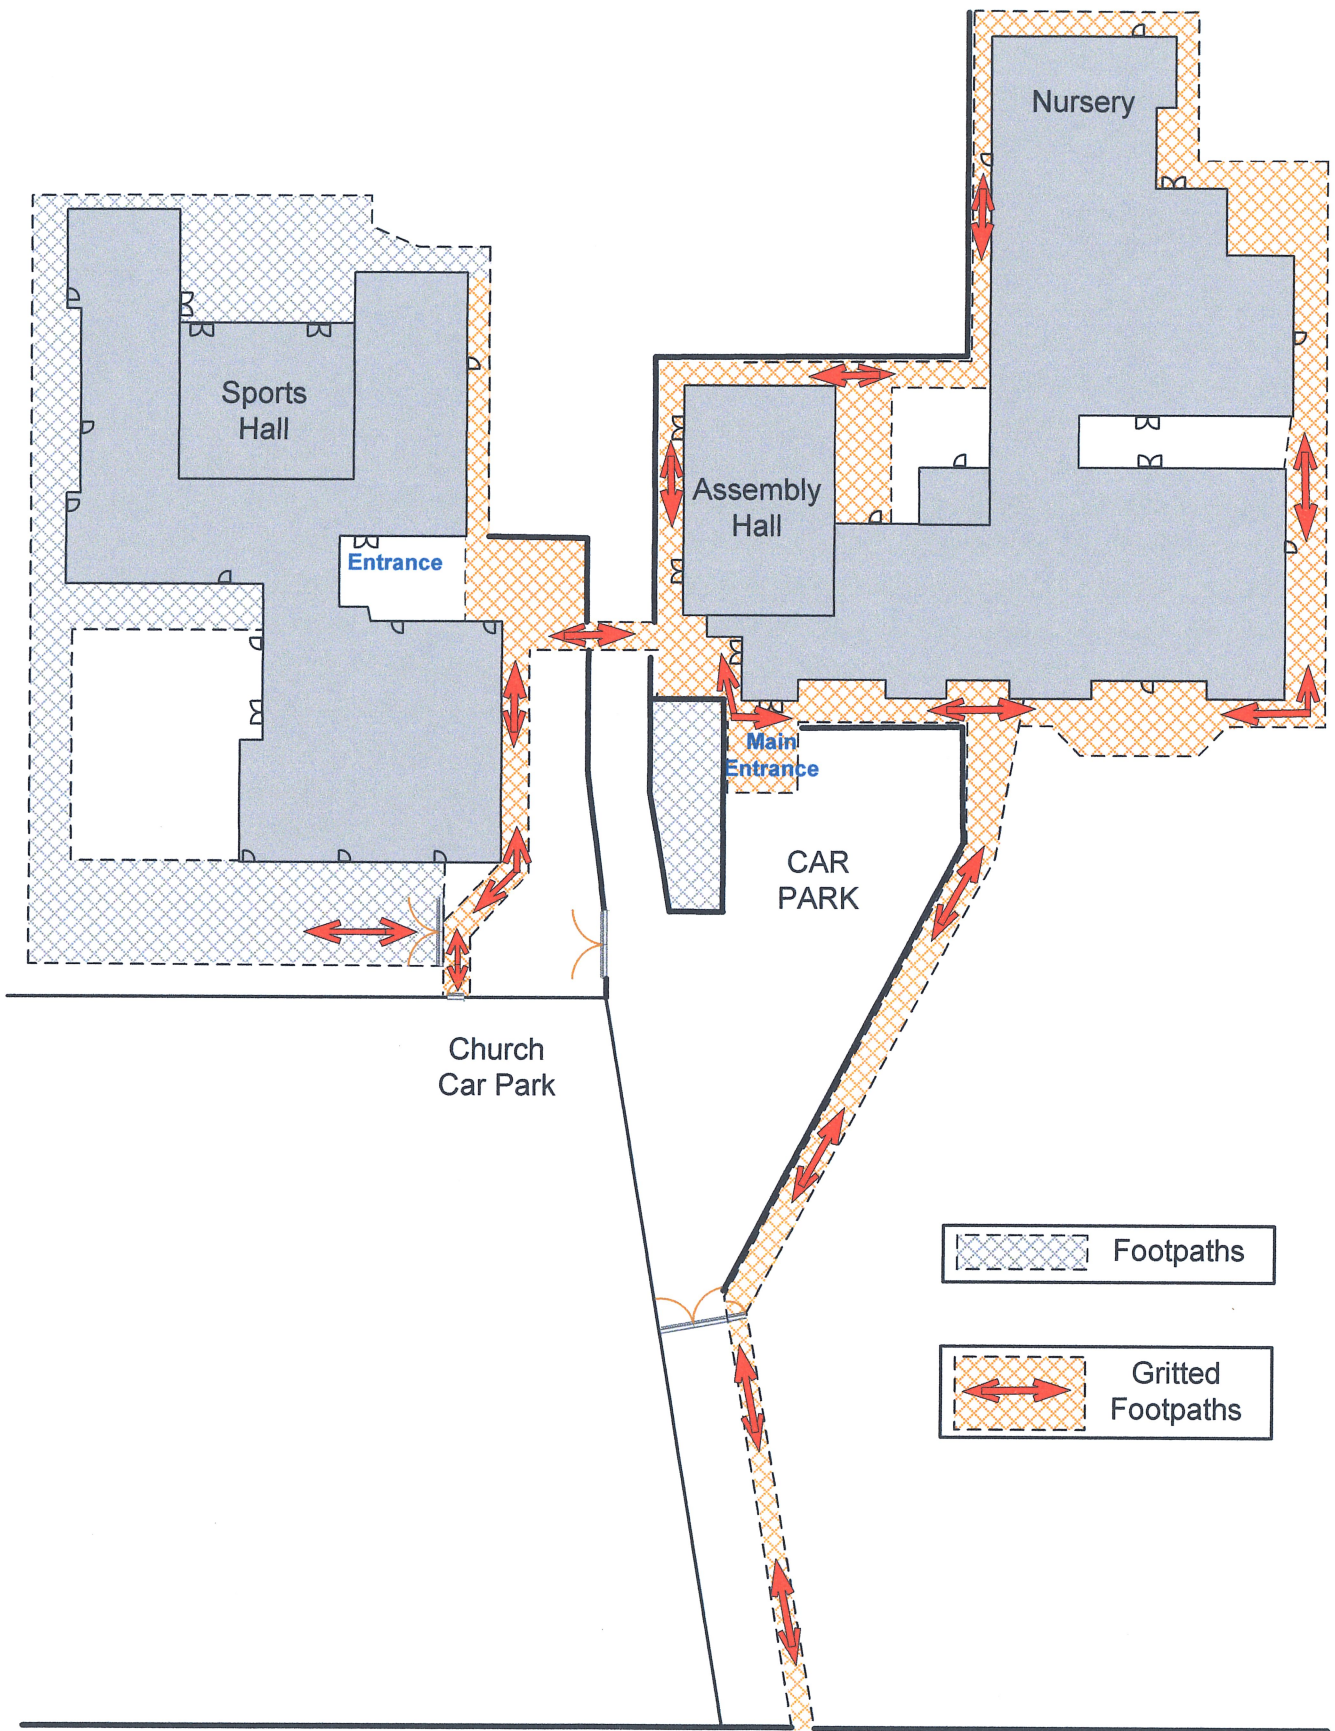 Nursery
Sports
Hall
Assembly
Hall
Entrance
Main
Entrance
CAR
PARK
Church
Car Park
Footpaths
Gritted
Footpaths